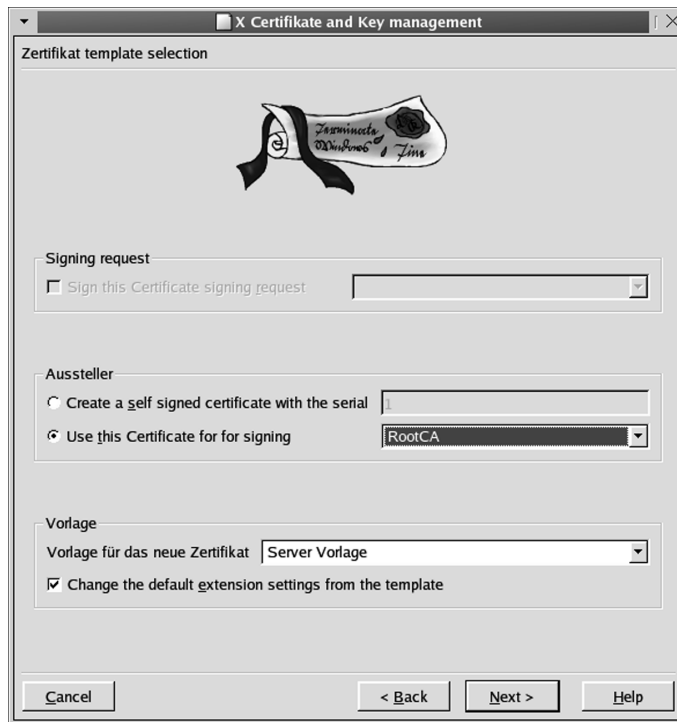 X Certifikate and Key management
Zertifikat template selection
Windows
Fine
Signing request
Sign this Certificate signing request
Aussteller
Create a self signed certificate with the serial 1
Use this Certificate for for signing RootCA
Vorlage
Vorlage für das neue Zertifikat Server Vorlage
Change the default extension settings from the template
Cancel < Back Next > Help